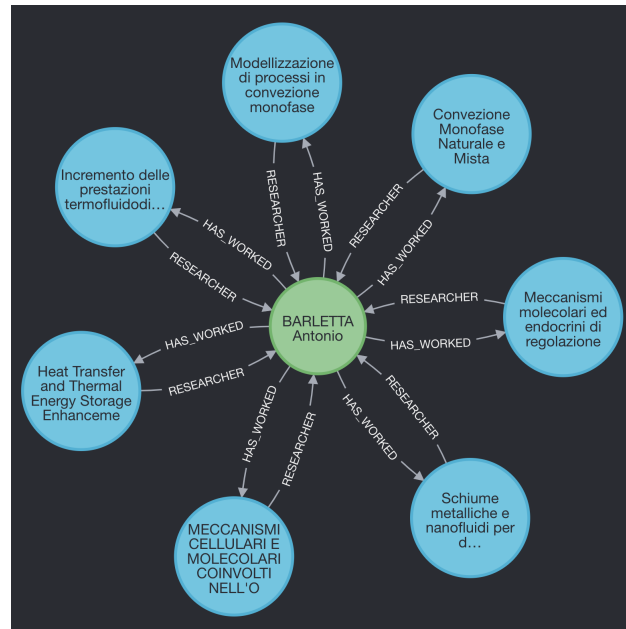 Modellizzazione
di processi in
convezione
monofase
Convezione
Monofase
Naturale e
Mista
Incremento delle
prestazioni
termofluidodi…
RESEARCHER
HAS_WORKED
RESEARCHER
HAS_WORKED
HAS_WORKED
RESEARCHER
BARLETTA
Antonio
RESEARCHER
HAS_WORKED
Meccanismi
molecolari ed
endocrini di
regolazione
HAS_WORKED
RESEARCHER
Heat Transfer
and Thermal
Energy Storage
Enhanceme
HAS_WORKED
RESEARCHER
HAS_WORKED
RESEARCHER
MECCANISMI
CELLULARI E
MOLECOLARI
COINVOLTI
NELL'O
Schiume
metalliche e
nanofluidi per
d…